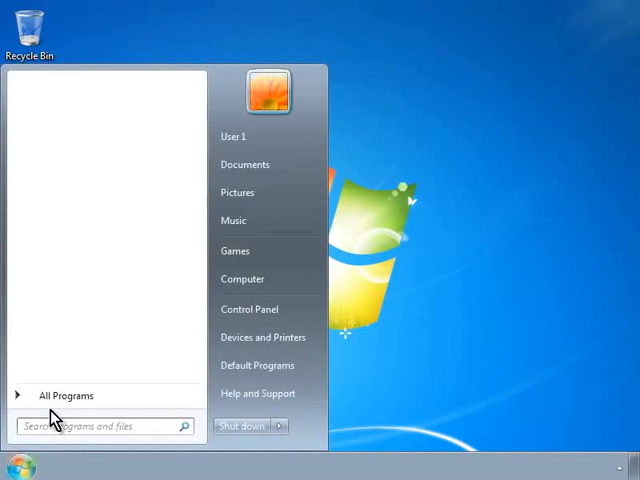 Recycle Bin
User 1
Documents
Pictures
Music
Games
Computer
Control Panel
Devices and Printers
Default Programs
Help and Support
All Programs
Search programs and files
Shut down